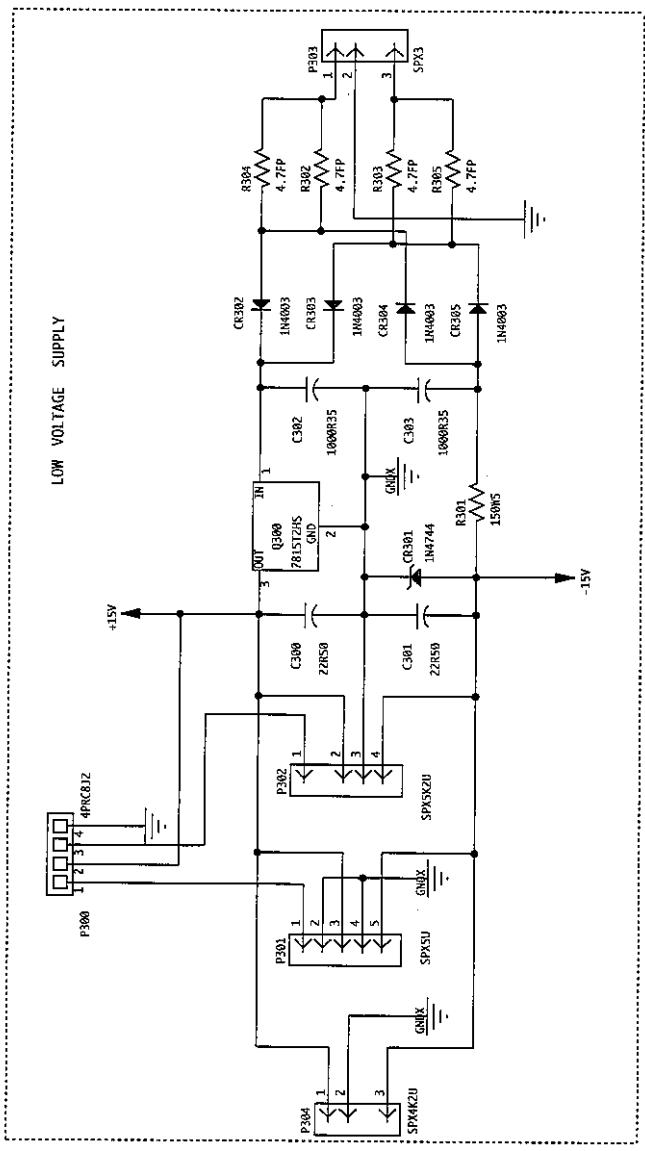 LOW VOLTAGE SUPPLY
P303
SPX3
1
2
3
R304
4.7FP
R302
4.7FP
R303
4.7FP
R305
4.7FP
CR302
1N4003
CR303
1N4003
CR304
1N4003
CR305
1N4003
C302
1000R35
C303
1000R35
GNDX
1
IN
Q300
7815T2HS
GND
OUT
2
3
R301
150W5
CR301
1N4744
+15V
-15V
C300
22R50
C301
22R50
P302
SPX5K2U
1
2
3
4
P300
4PRC8J2
1
2
3
4
P301
SPX5U
1
2
3
4
5
GNDX
P304
SPX4K2U
1
2
3
GNDX